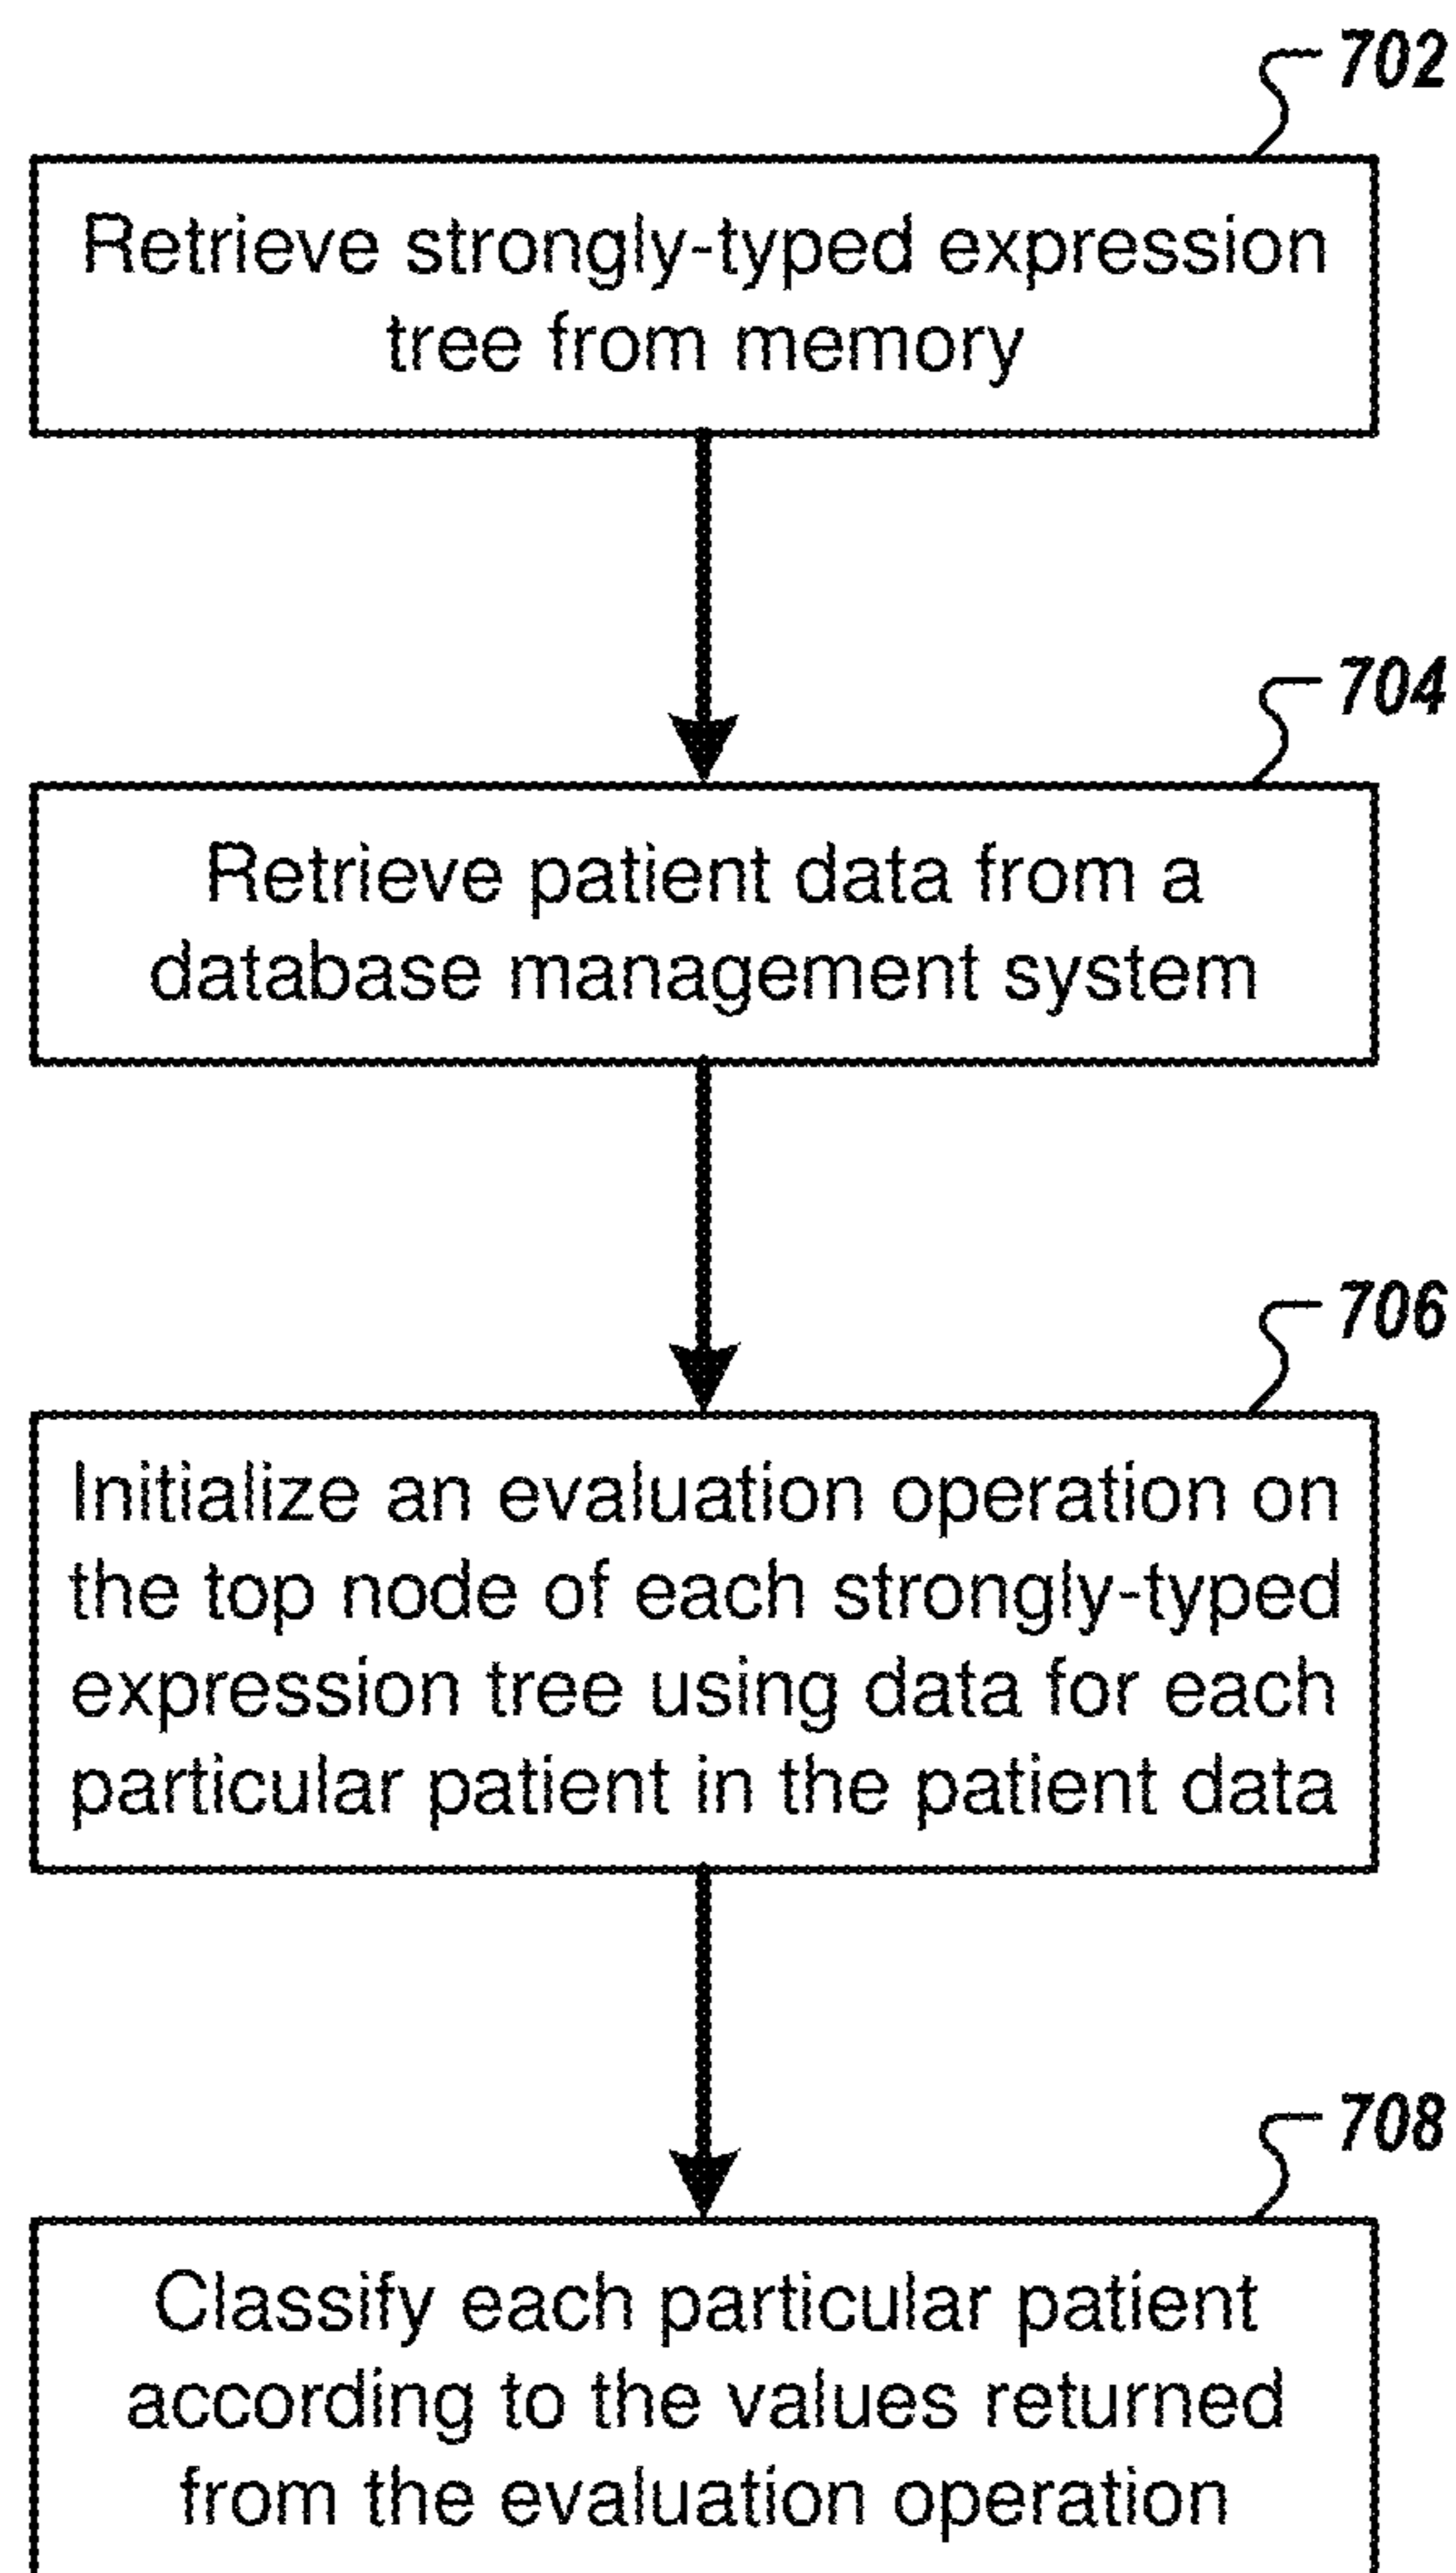 702
Retrieve strongly-typed expression
tree from memory
704
Retrieve patient data from a
database management system
706
Initialize an evaluation operation on
the top node of each strongly-typed
expression tree using data for each
particular patient in the patient data
708
Classify each particular patient
according to the values returned
from the evaluation operation